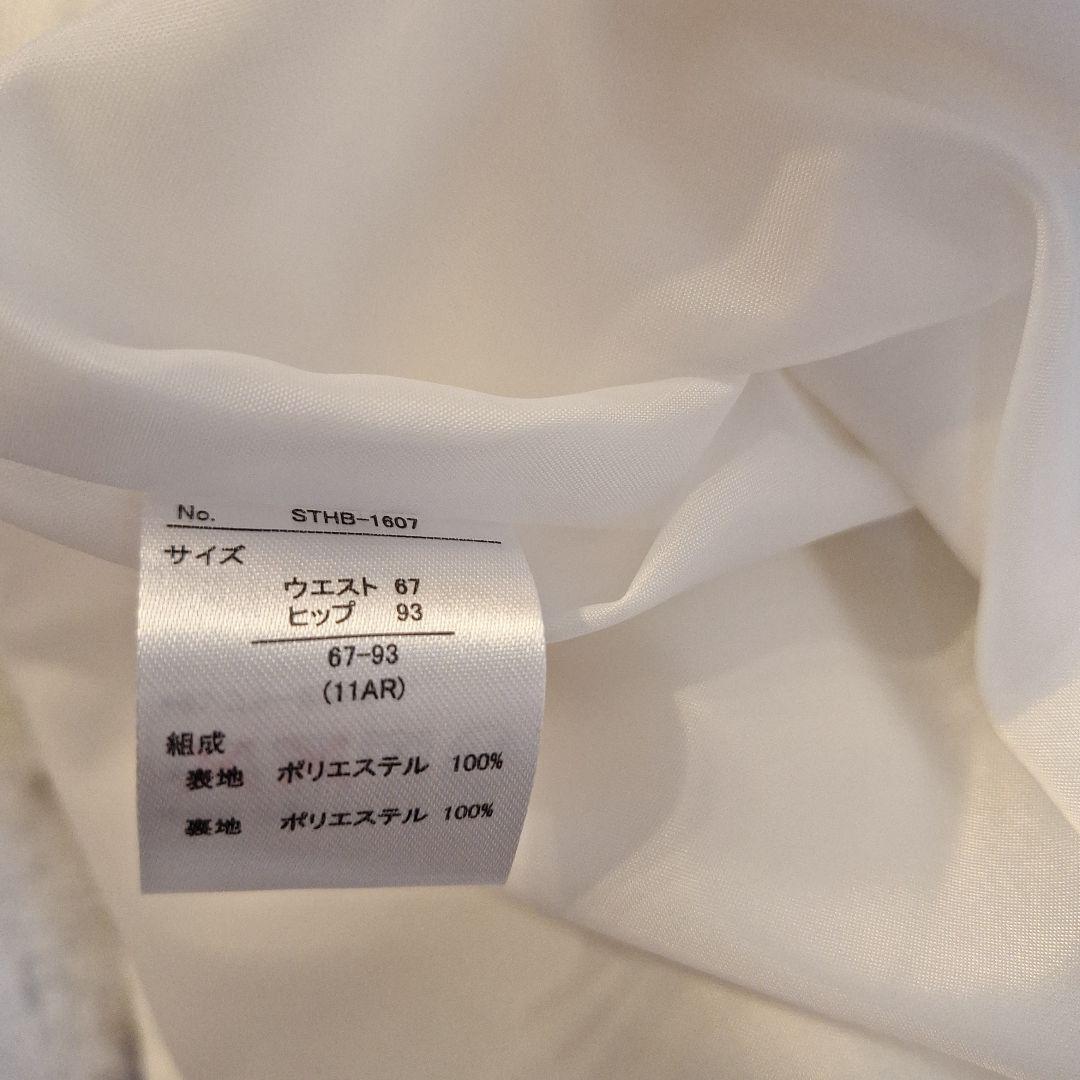 No. STHB-1607
サイズ
ウエスト 67
ヒップ 93
67-93
(11AR)
組成
表地 ポリエステル 100%
裏地 ポリエステル 100%